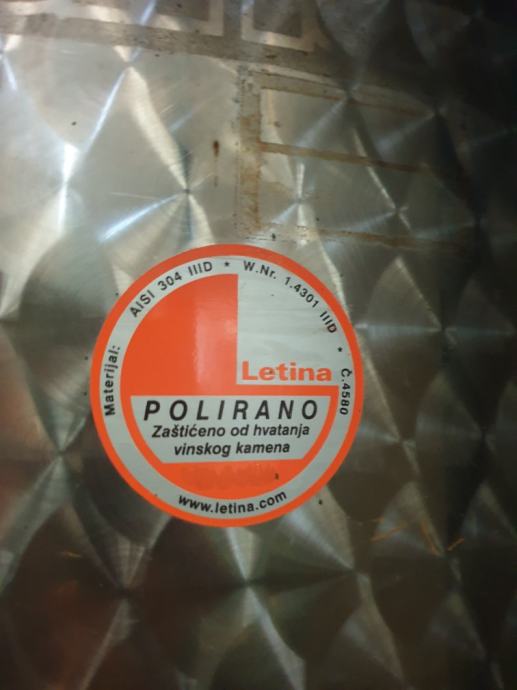 Materijal: AISI 304 IIID * W.Nr. 1.4301 IIID * Č.4580
Letina
POLIRANO
Zaštićeno od hvatanja
vinskog kamena
www.letina.com